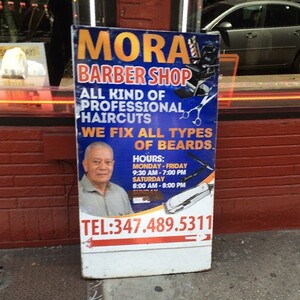 MORA
BARBER SHOP
ALL KIND OF
PROFESSIONAL
HAIRCUTS
WE FIX ALL TYPES
OF BEARDS
HOURS:
MONDAY - FRIDAY
9:30 AM - 7:00 PM
SATURDAY
8:00 AM - 8:00 PM
SUNDAY
TEL:347.489.5311